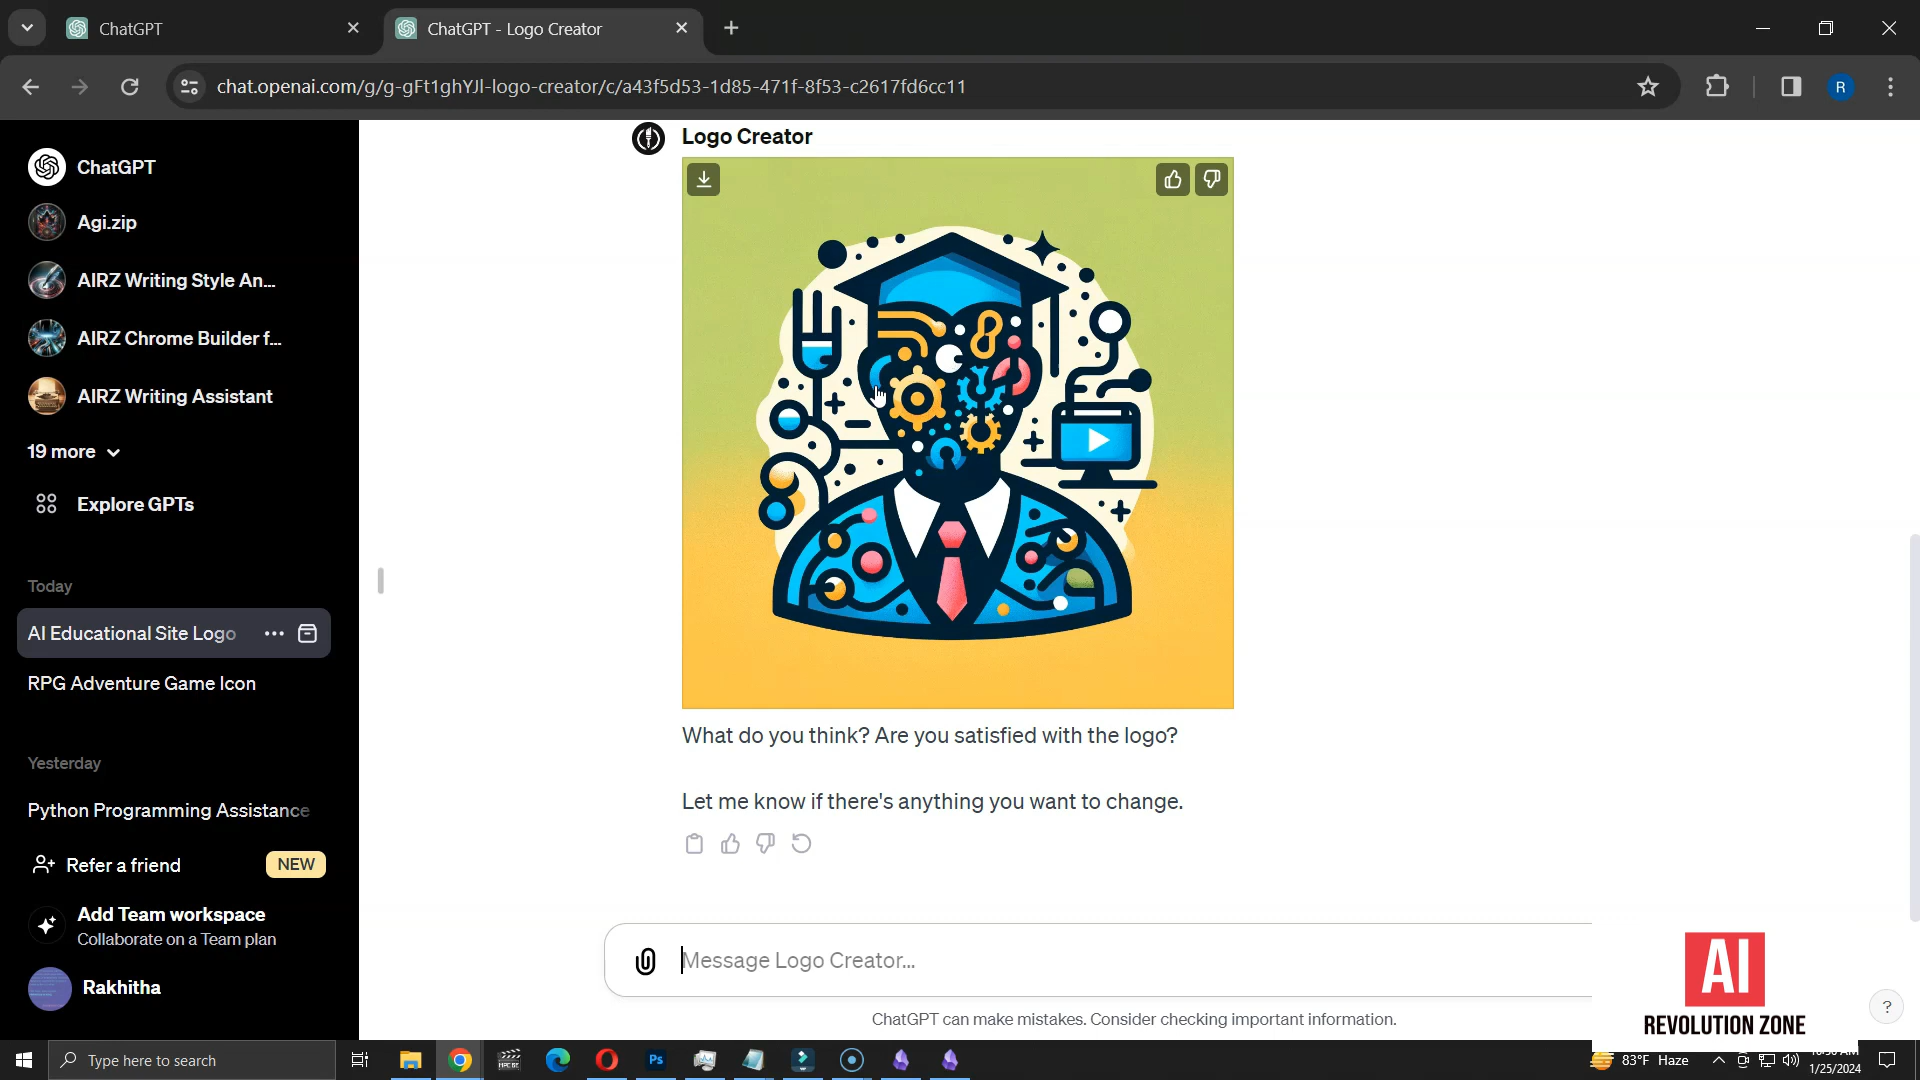 ChatGPT
ChatGPT - Logo Creator
chat.openai.com/g/g-gFt1ghYJl-logo-creator/c/a43f5d53-1d85-471f-8f53-c2617fd6cc11
R
ChatGPT
Agi.zip
AIRZ Writing Style An...
AIRZ Chrome Builder f...
AIRZ Writing Assistant
19 more
Explore GPTs
Today
AI Educational Site Logo
RPG Adventure Game Icon
Yesterday
Python Programming Assistance
Refer a friend
NEW
Add Team workspace
Collaborate on a Team plan
Rakhitha
Logo Creator
What do you think? Are you satisfied with the logo?
Let me know if there's anything you want to change.
Message Logo Creator...
ChatGPT can make mistakes. Consider checking important information.
?
AI
REVOLUTION ZONE
Type here to search
Ps
83°F Haze
1/25/2024